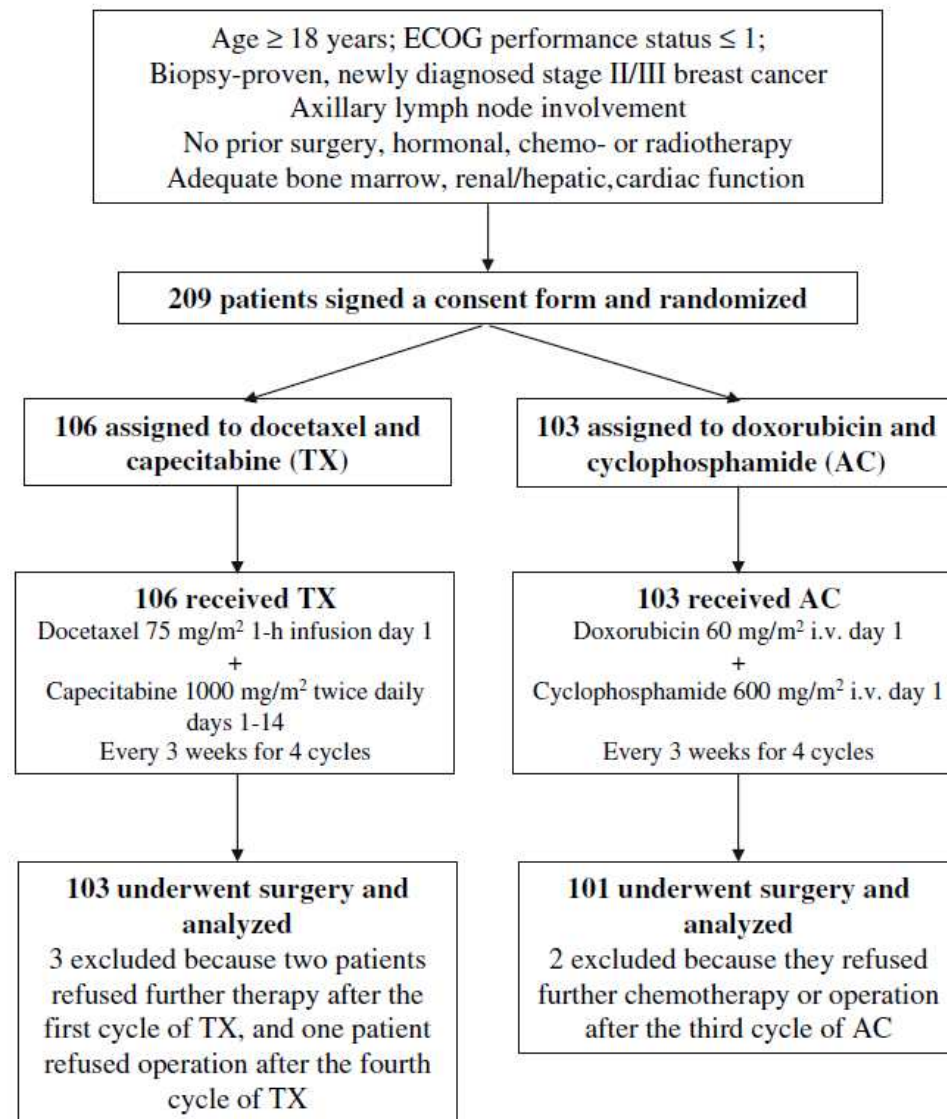 Age ≥ 18 years; ECOG performance status ≤ 1;
Biopsy-proven, newly diagnosed stage II/III breast cancer
Axillary lymph node involvement
No prior surgery, hormonal, chemo- or radiotherapy
Adequate bone marrow, renal/hepatic,cardiac function
209 patients signed a consent form and randomized
106 assigned to docetaxel and
capecitabine (TX)
103 assigned to doxorubicin and
cyclophosphamide (AC)
106 received TX
Docetaxel 75 mg/m² 1-h infusion day 1
+
Capecitabine 1000 mg/m² twice daily
days 1-14
Every 3 weeks for 4 cycles
103 received AC
Doxorubicin 60 mg/m² i.v. day 1
+
Cyclophosphamide 600 mg/m² i.v. day 1
Every 3 weeks for 4 cycles
103 underwent surgery and
analyzed
3 excluded because two patients
refused further therapy after the
first cycle of TX, and one patient
refused operation after the fourth
cycle of TX
101 underwent surgery and
analyzed
2 excluded because they refused
further chemotherapy or operation
after the third cycle of AC